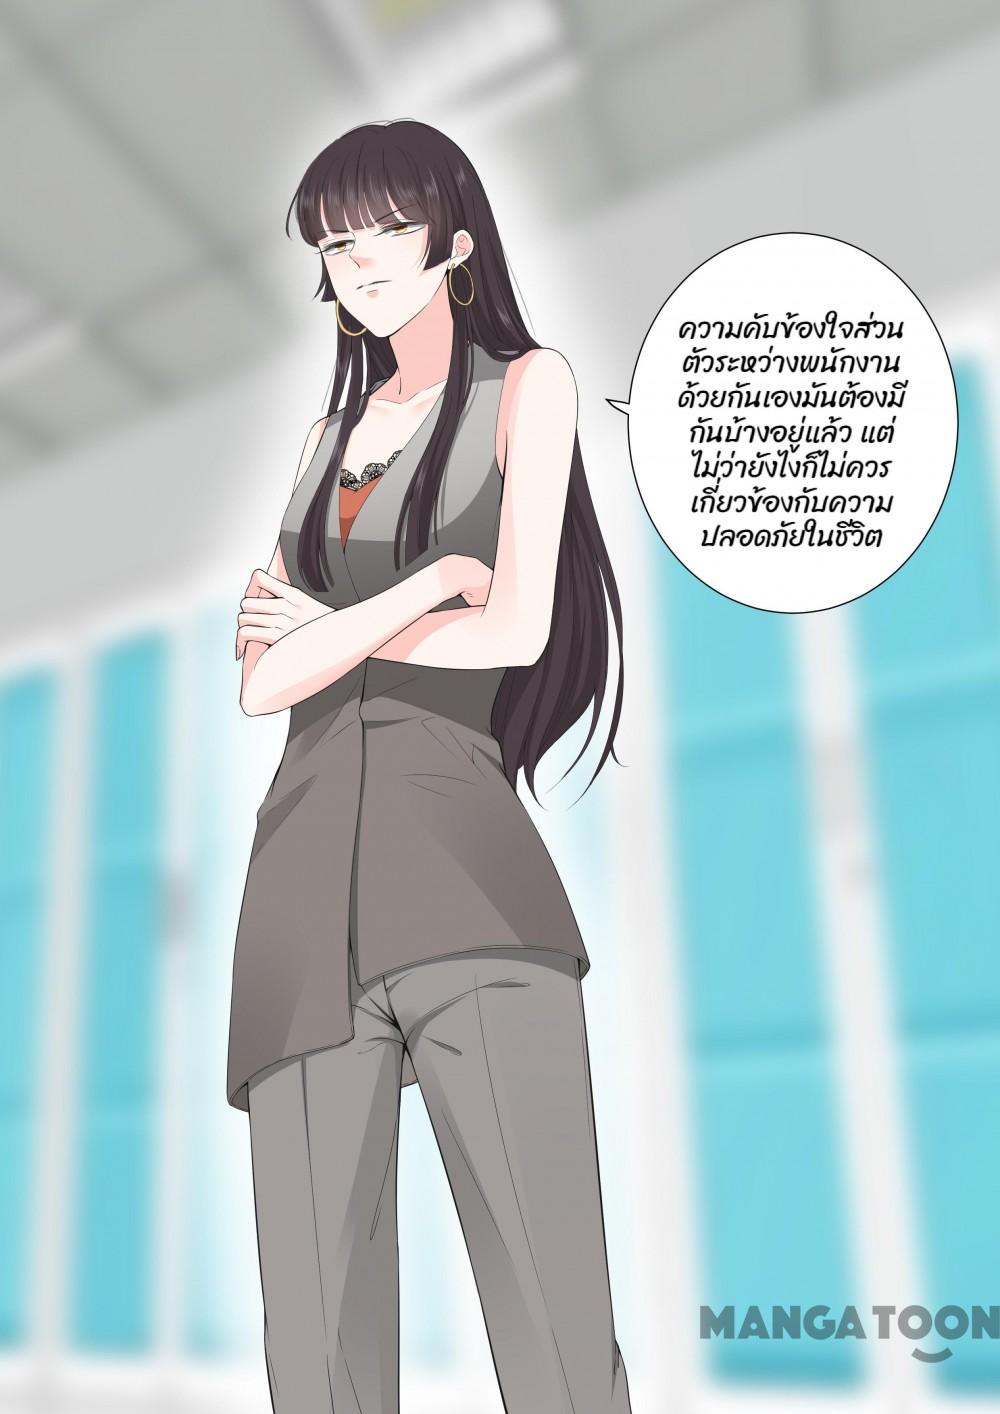 ความคับข้องใจส่วน
ตัวระหว่างพนักงาน
ด้วยกันเองมันต้องมี
กันบ้างอยู่แล้ว แต่
ไม่ว่ายังไงก็ไม่ควร
เกี่ยวข้องกับความ
ปลอดภัยในชีวิต
MANGATOON